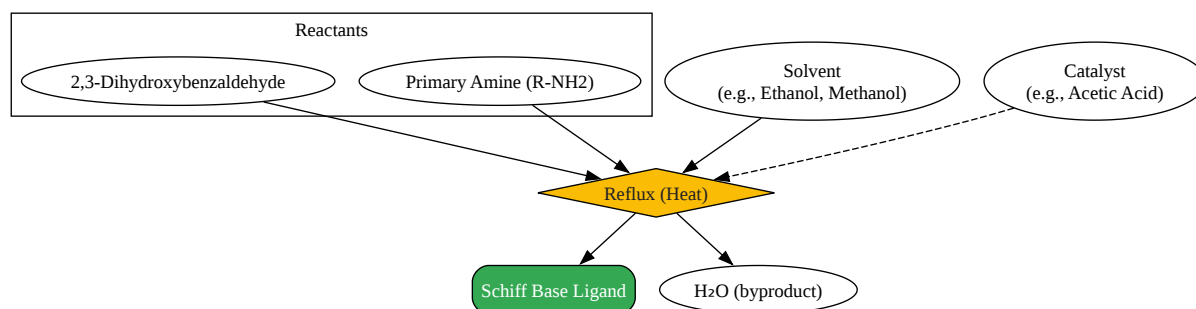 Reactants
2,3-Dihydroxybenzaldehyde
Primary Amine (R-NH2)
Solvent
(e.g., Ethanol, Methanol)
Catalyst
(e.g., Acetic Acid)
Reflux (Heat)
Schiff Base Ligand
H₂O (byproduct)